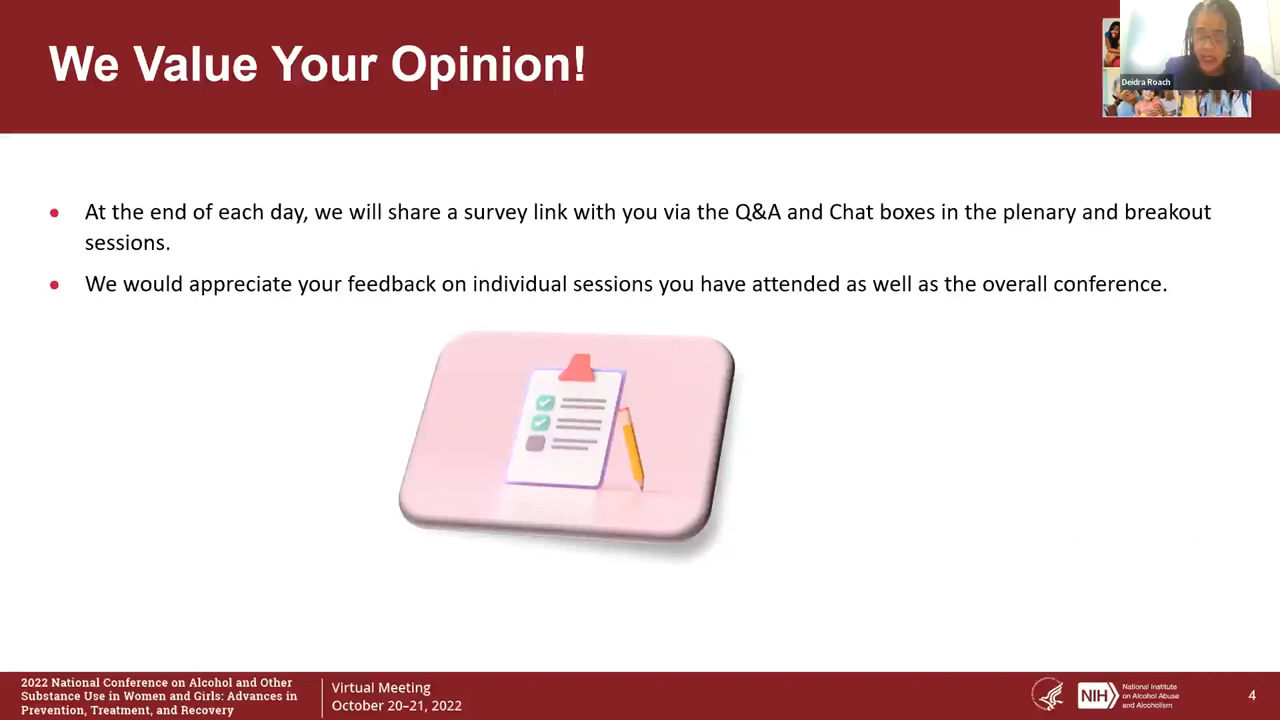 We Value Your Opinion!
Deidra Roach
• At the end of each day, we will share a survey link with you via the Q&A and Chat boxes in the plenary and breakout
sessions.
• We would appreciate your feedback on individual sessions you have attended as well as the overall conference.
2022 National Conference on Alcohol and Other
Substance Use in Women and Girls: Advances in
Prevention, Treatment, and Recovery
Virtual Meeting
October 20–21, 2022
NIH
National Institute
on Alcohol Abuse
and Alcoholism
4